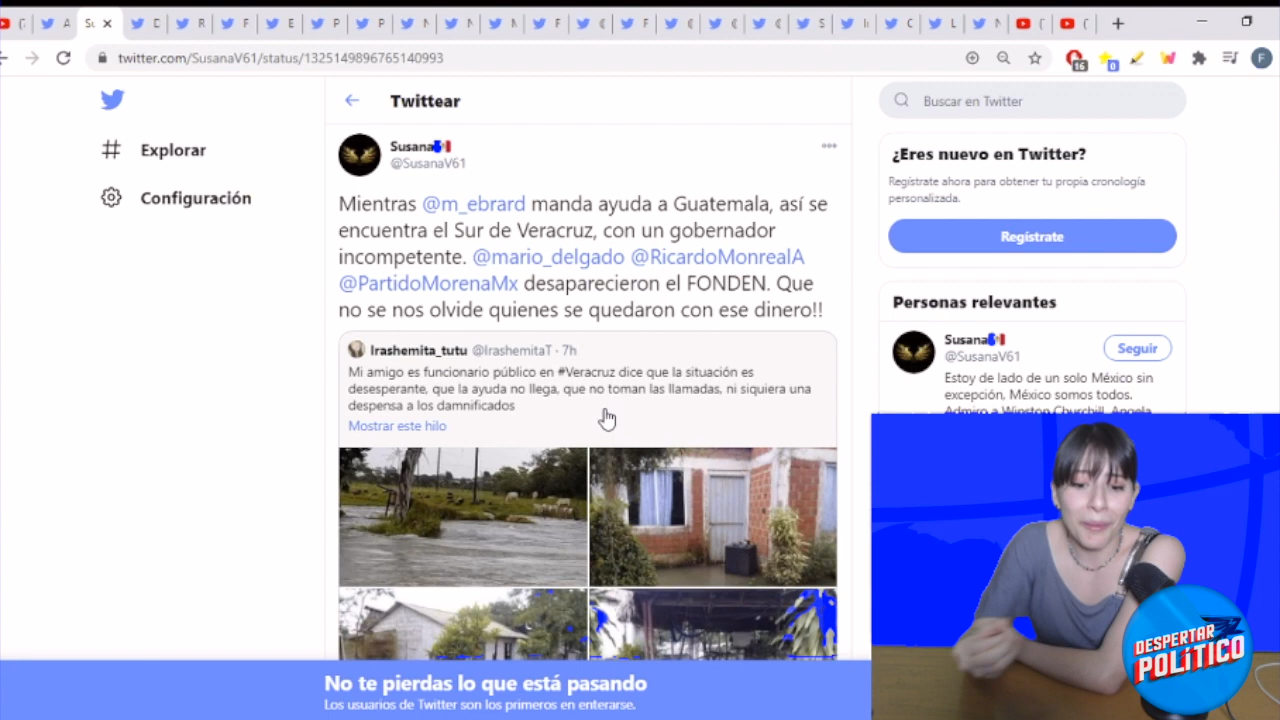 twitter.com/SusanaV61/status/1325149896765140993
16
0
F
Explorar
Configuración
Twittear
Susana
@SusanaV61
Mientras @m_ebrard manda ayuda a Guatemala, así se
encuentra el Sur de Veracruz, con un gobernador
incompetente. @mario_delgado @RicardoMonrealA
@PartidoMorenaMx desaparecieron el FONDEN. Que
no se nos olvide quienes se quedaron con ese dinero!!
Irashemita_tutu @IrashemitaT · 7h
Mi amigo es funcionario público en #Veracruz dice que la situación es
desesperante, que la ayuda no llega, que no toman las llamadas, ni siquiera una
despensa a los damnificados
Mostrar este hilo
Buscar en Twitter
¿Eres nuevo en Twitter?
Regístrate ahora para obtener tu propia cronología
personalizada.
Regístrate
Personas relevantes
Susana
@SusanaV61
Seguir
Estoy de lado de un solo México sin
excepción, México somos todos.
Admiro a Winston Churchill, Angela
No te pierdas lo que está pasando
Los usuarios de Twitter son los primeros en enterarse.
DESPERTAR
POLÍTICO